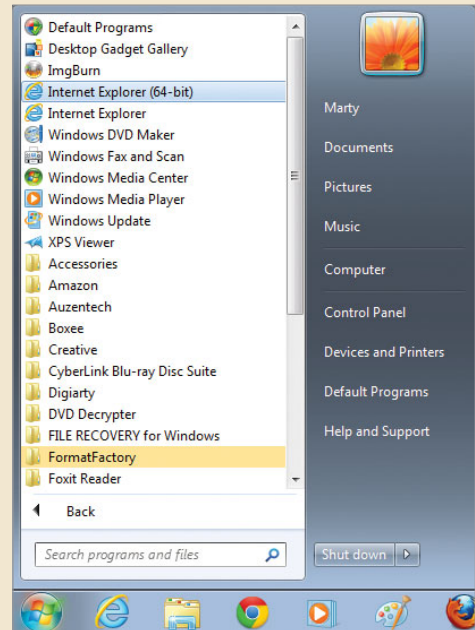 Default Programs
Desktop Gadget Gallery
ImgBurn
Internet Explorer (64-bit)
Internet Explorer
Windows DVD Maker
Windows Fax and Scan
Windows Media Center
Windows Media Player
Windows Update
XPS Viewer
Accessories
Amazon
Auzentech
Boxee
Creative
CyberLink Blu-ray Disc Suite
Digiarty
DVD Decrypter
FILE RECOVERY for Windows
FormatFactory
Foxit Reader
Back
Search programs and files
Marty
Documents
Pictures
Music
Computer
Control Panel
Devices and Printers
Default Programs
Help and Support
Shut down